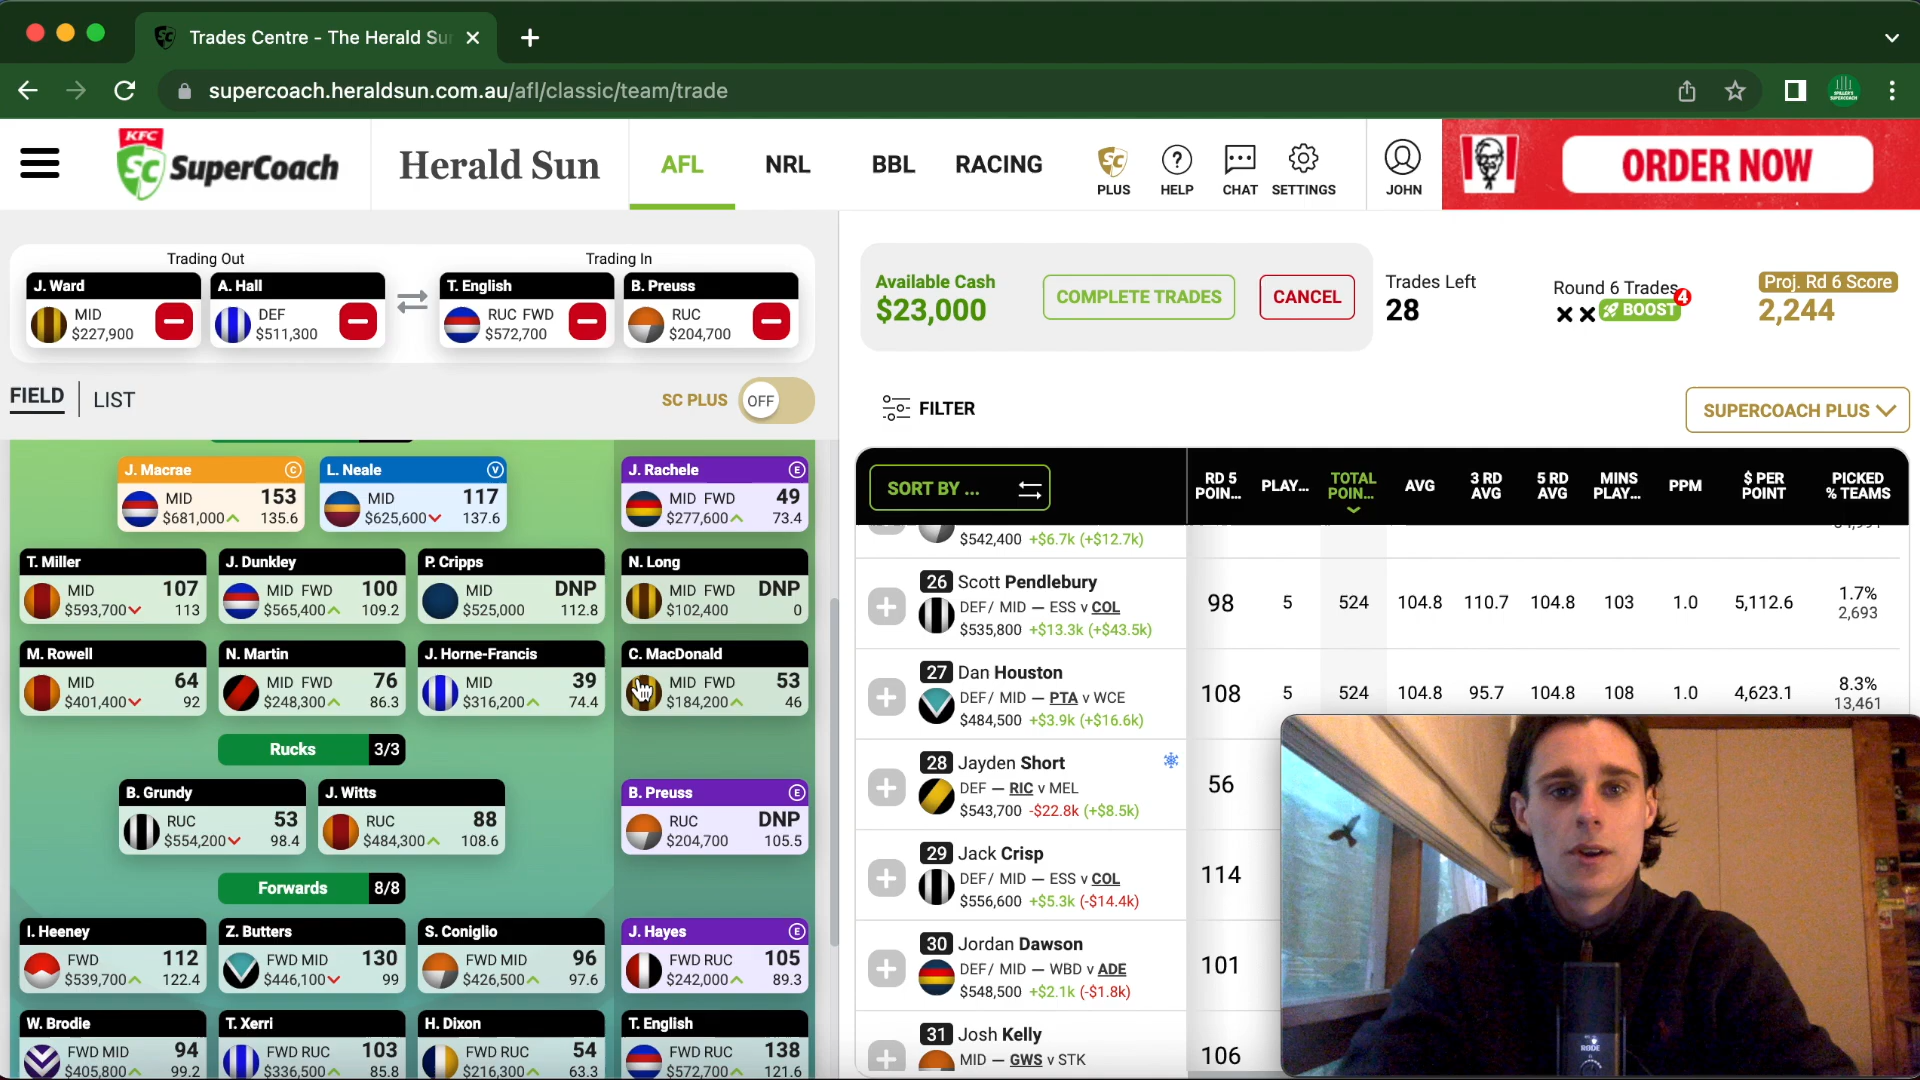 Trades Centre - The Herald Sun
supercoach.heraldsun.com.au/afl/classic/team/trade
KFC
SC SuperCoach
Herald Sun
AFL
NRL
BBL
RACING
PLUS
HELP
CHAT
SETTINGS
JOHN
ORDER NOW
Trading Out
Trading In
J. Ward
MID
$227,900
A. Hall
DEF
$511,300
T. English
RUC FWD
$572,700
B. Preuss
RUC
$204,700
Available Cash
$23,000
COMPLETE TRADES
CANCEL
Trades Left
28
Round 6 Trades
BOOST
4
Proj. Rd 6 Score
2,244
FIELD
LIST
SC PLUS
OFF
J. Macrae C
MID 153
$681,000 135.6
L. Neale V
MID 117
$625,600 137.6
J. Rachele E
MID FWD 49
$277,600 73.4
T. Miller
MID 107
$593,700 113
J. Dunkley
MID FWD 100
$565,400 109.2
P. Cripps
MID DNP
$525,000 112.8
N. Long
MID FWD DNP
$102,400 0
M. Rowell
MID 64
$401,400 92
N. Martin
MID FWD 76
$248,300 86.3
J. Horne-Francis
MID 39
$316,200 74.4
C. MacDonald
MID FWD 53
$184,200 46
Rucks 3/3
B. Grundy
RUC 53
$554,200 98.4
J. Witts
RUC 88
$484,300 108.6
B. Preuss E
RUC DNP
$204,700 105.5
Forwards 8/8
I. Heeney
FWD 112
$539,700 122.4
Z. Butters
FWD MID 130
$446,100 99
S. Coniglio
FWD MID 96
$426,500 97.6
J. Hayes E
FWD RUC 105
$242,000 89.3
W. Brodie
FWD MID 94
$405,800 99.2
T. Xerri
FWD RUC 103
$336,500 85.8
H. Dixon
FWD RUC 54
$216,300 63.3
T. English
FWD RUC 138
$572,700 121.6
FILTER
SUPERCOACH PLUS
SORT BY ...
RD 5 POIN...
PLAY...
TOTAL POIN...
AVG
3 RD AVG
5 RD AVG
MINS PLAY...
PPM
$ PER POINT
PICKED % TEAMS
$542,400 +$6.7k (+$12.7k)
26 Scott Pendlebury
DEF/ MID — ESS v COL
$535,800 +$13.3k (+$43.5k)
98 5 524 104.8 110.7 104.8 103 1.0 5,112.6 1.7%
2,693
27 Dan Houston
DEF/ MID — PTA v WCE
$484,500 +$3.9k (+$16.6k)
108 5 524 104.8 95.7 104.8 108 1.0 4,623.1 8.3%
13,461
28 Jayden Short
DEF — RIC v MEL
$543,700 -$22.8k (+$8.5k)
56
29 Jack Crisp
DEF/ MID — ESS v COL
$556,600 +$5.3k (-$14.4k)
114
30 Jordan Dawson
DEF/ MID — WBD v ADE
$548,500 +$2.1k (-$1.8k)
101
31 Josh Kelly
MID — GWS v STK
106
RODE